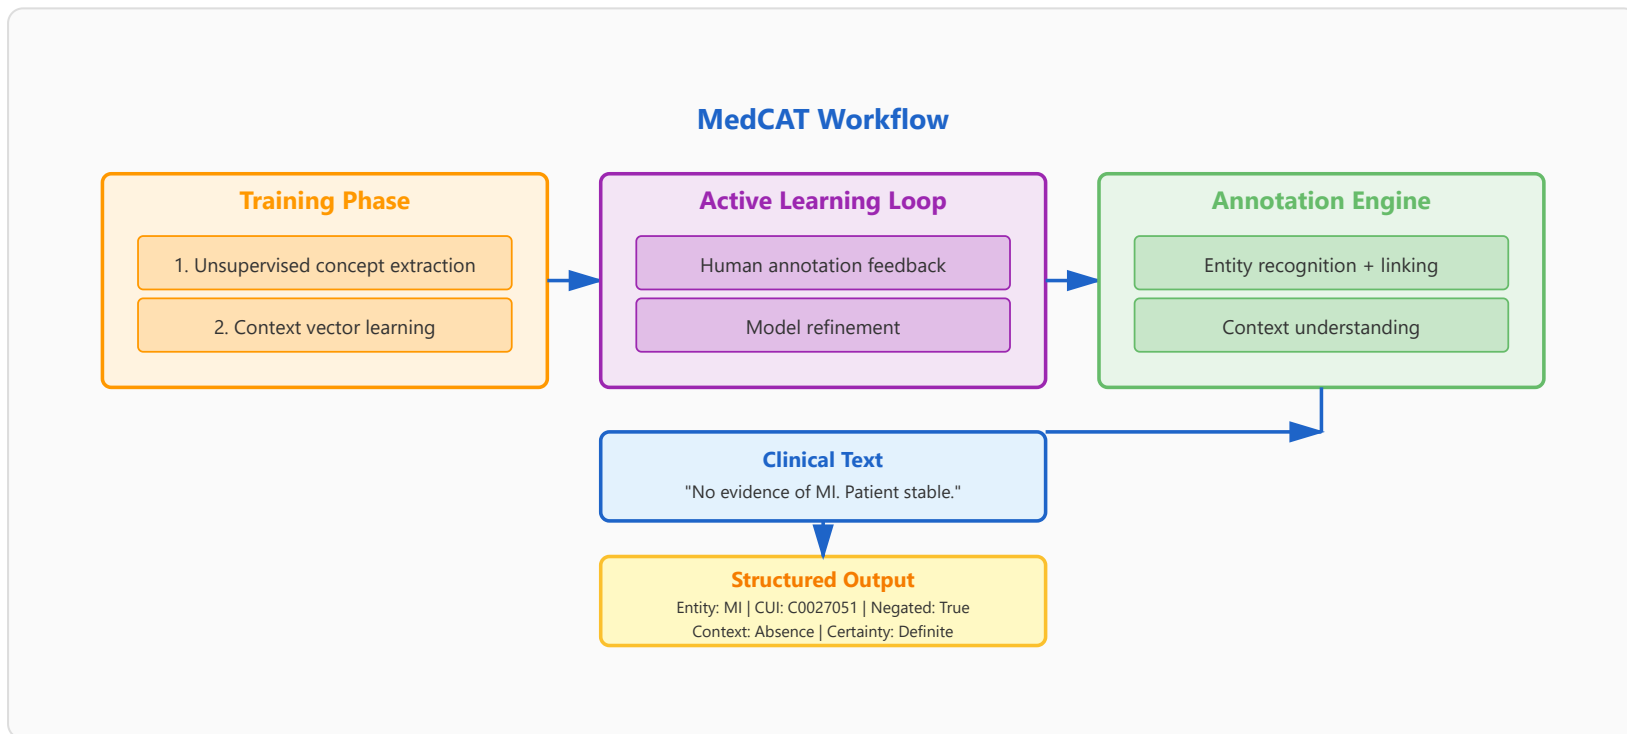 MedCAT Workflow
Training Phase
1. Unsupervised concept extraction
2. Context vector learning
Active Learning Loop
Human annotation feedback
Model refinement
Annotation Engine
Entity recognition + linking
Context understanding
Clinical Text
"No evidence of MI. Patient stable."
Structured Output
Entity: MI | CUI: C0027051 | Negated: True
Context: Absence | Certainty: Definite